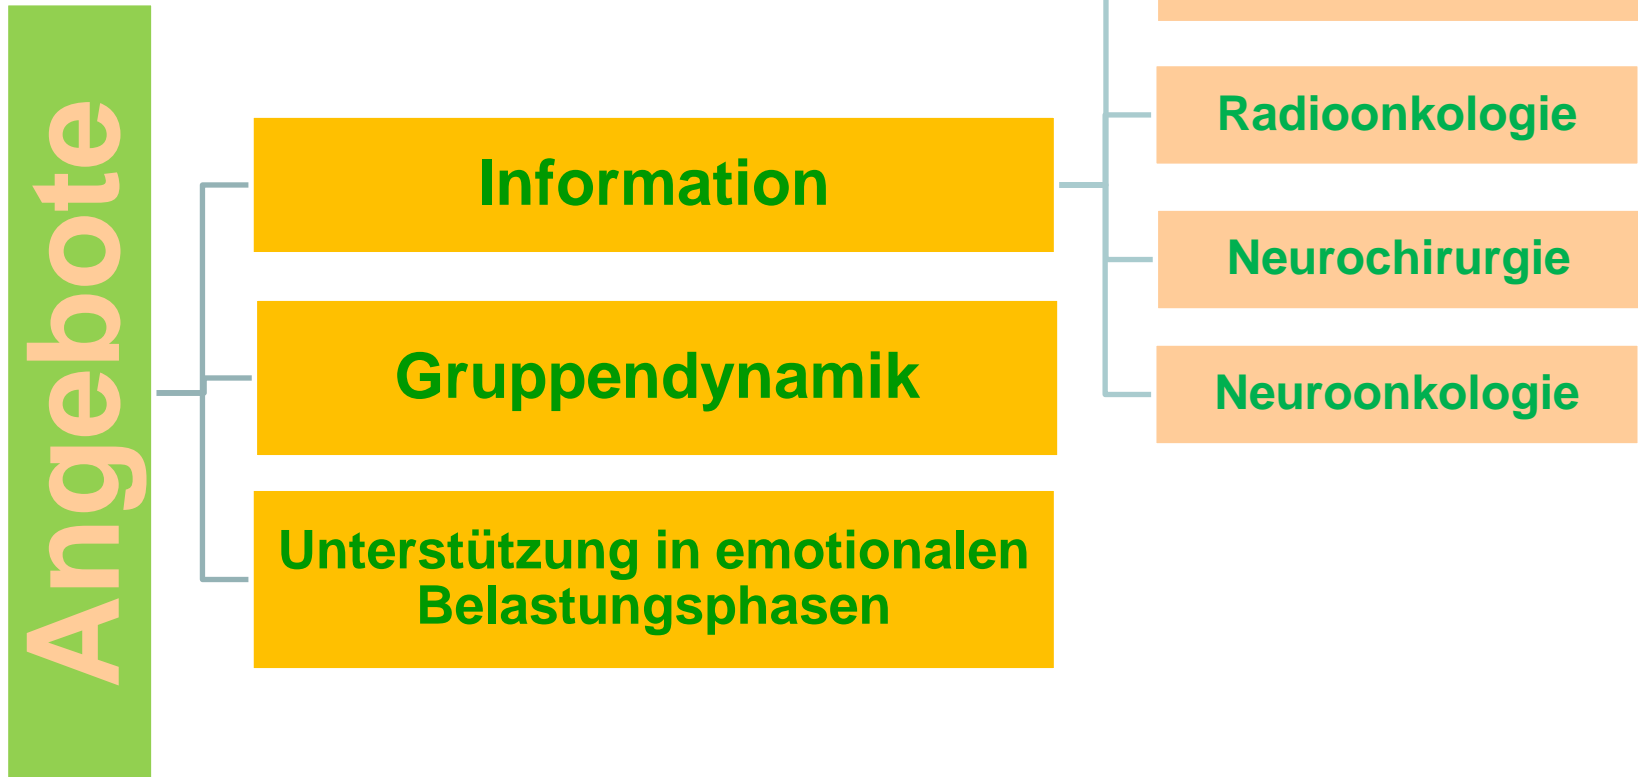 Angebote
Information
Gruppendynamik
Unterstützung in emotionalen
Belastungsphasen
Radioonkologie
Neurochirurgie
Neuroonkologie